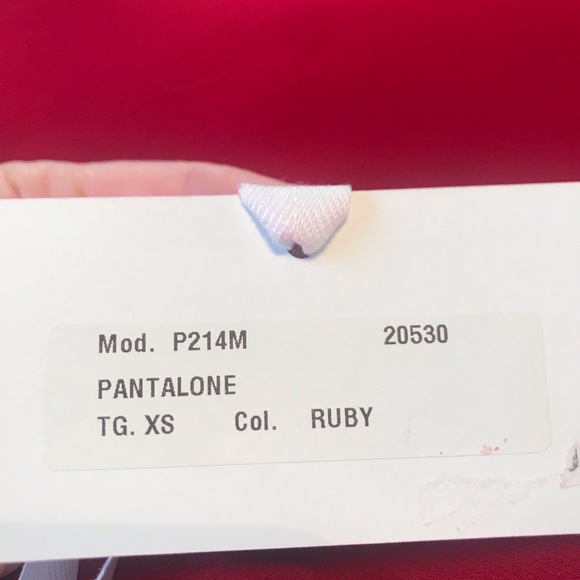 Mod. P214M 20530
PANTALONE
TG. XS Col. RUBY